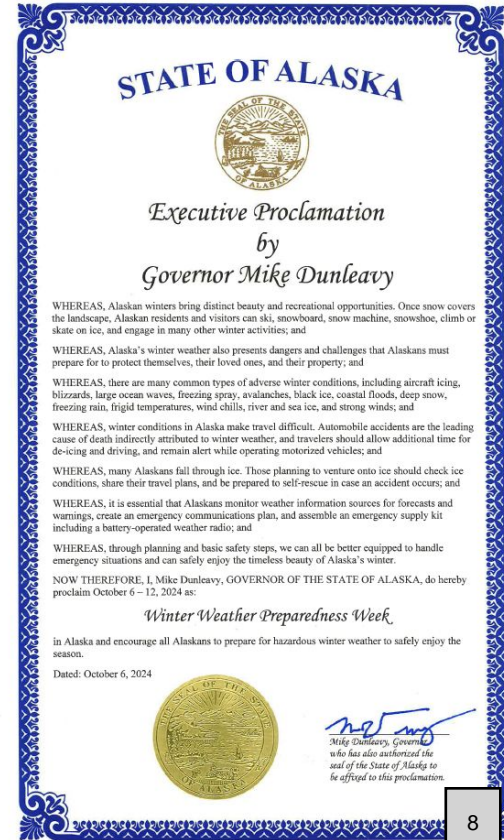 STATE OF ALASKA
THE SEAL OF THE STATE
OF ALASKA
Executive Proclamation
by
Governor Mike Dunleavy
WHEREAS, Alaskan winters bring distinct beauty and recreational opportunities. Once snow covers
the landscape, Alaskan residents and visitors can ski, snowboard, snow machine, snowshoe, climb or
skate on ice, and engage in many other winter activities; and
WHEREAS, Alaska's winter weather also presents dangers and challenges that Alaskans must
prepare for to protect themselves, their loved ones, and their property; and
WHEREAS, there are many common types of adverse winter conditions, including aircraft icing,
blizzards, large ocean waves, freezing spray, avalanches, black ice, coastal floods, deep snow,
freezing rain, frigid temperatures, wind chills, river and sea ice, and strong winds; and
WHEREAS, winter conditions in Alaska make travel difficult. Automobile accidents are the leading
cause of death indirectly attributed to winter weather, and travelers should allow additional time for
de-icing and driving, and remain alert while operating motorized vehicles; and
WHEREAS, many Alaskans fall through ice. Those planning to venture onto ice should check ice
conditions, share their travel plans, and be prepared to self-rescue in case an accident occurs; and
WHEREAS, it is essential that Alaskans monitor weather information sources for forecasts and
warnings, create an emergency communications plan, and assemble an emergency supply kit
including a battery-operated weather radio; and
WHEREAS, through planning and basic safety steps, we can all be better equipped to handle
emergency situations and can safely enjoy the timeless beauty of Alaska's winter.
NOW THEREFORE, I, Mike Dunleavy, GOVERNOR OF THE STATE OF ALASKA, do hereby
proclaim October 6 – 12, 2024 as:
Winter Weather Preparedness Week
in Alaska and encourage all Alaskans to prepare for hazardous winter weather to safely enjoy the
season.
Dated: October 6, 2024
THE SEAL OF THE STATE
OF ALASKA
Mike Dunleavy, Governor
who has also authorized the
seal of the State of Alaska to
be affixed to this proclamation.
8